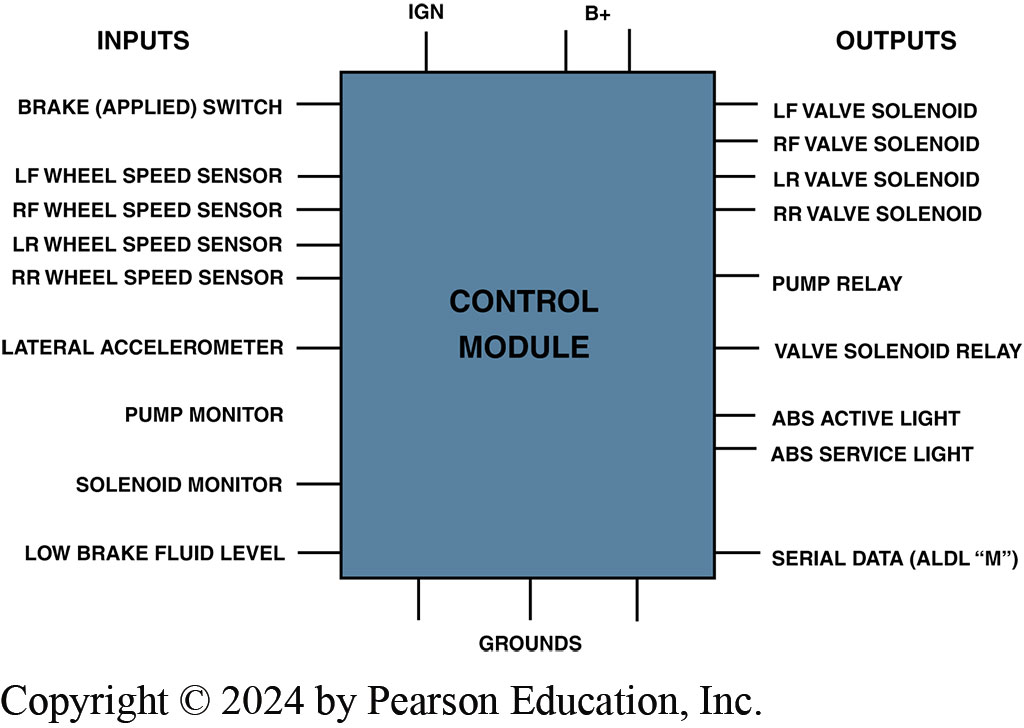 IGN
B+
INPUTS
OUTPUTS
BRAKE (APPLIED) SWITCH
LF WHEEL SPEED SENSOR
RF WHEEL SPEED SENSOR
LR WHEEL SPEED SENSOR
RR WHEEL SPEED SENSOR
LATERAL ACCELEROMETER
PUMP MONITOR
SOLENOID MONITOR
LOW BRAKE FLUID LEVEL
CONTROL
MODULE
LF VALVE SOLENOID
RF VALVE SOLENOID
LR VALVE SOLENOID
RR VALVE SOLENOID
PUMP RELAY
VALVE SOLENOID RELAY
ABS ACTIVE LIGHT
ABS SERVICE LIGHT
SERIAL DATA (ALDL “M”)
GROUNDS
Copyright © 2024 by Pearson Education, Inc.